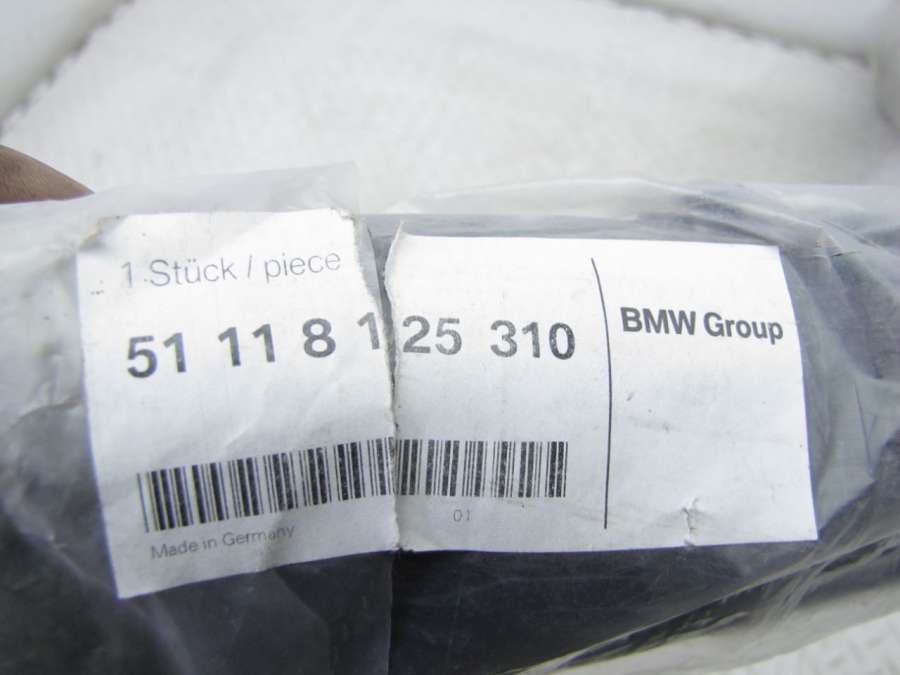 1 Stück / piece
51 11 8 125 310
BMW Group
Made in Germany
01